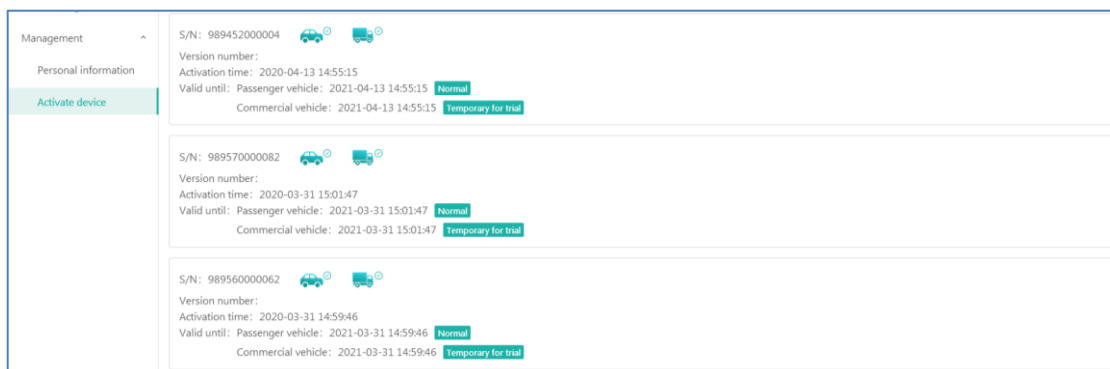 Management
Personal information
Activate device
S/N: 989452000004
Version number:
Activation time: 2020-04-13 14:55:15
Valid until: Passenger vehicle: 2021-04-13 14:55:15 Normal
Commercial vehicle: 2021-04-13 14:55:15 Temporary for trial
S/N: 989570000082
Version number:
Activation time: 2020-03-31 15:01:47
Valid until: Passenger vehicle: 2021-03-31 15:01:47 Normal
Commercial vehicle: 2021-03-31 15:01:47 Temporary for trial
S/N: 989560000062
Version number:
Activation time: 2020-03-31 14:59:46
Valid until: Passenger vehicle: 2021-03-31 14:59:46 Normal
Commercial vehicle: 2021-03-31 14:59:46 Temporary for trial